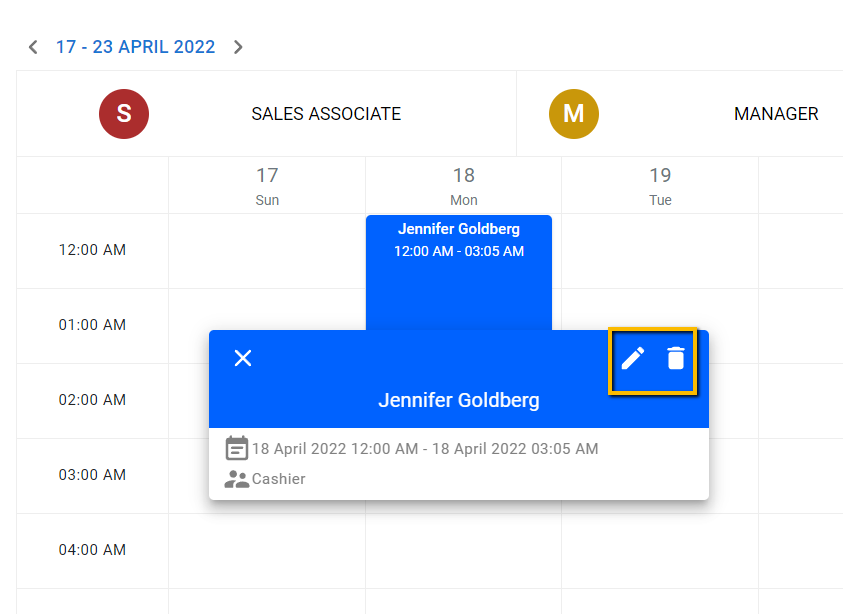 17 - 23 APRIL 2022
S SALES ASSOCIATE M MANAGER
17 18 19
Sun Mon Tue
Jennifer Goldberg
12:00 AM 12:00 AM - 03:05 AM
01:00 AM
02:00 AM Jennifer Goldberg
18 April 2022 12:00 AM - 18 April 2022 03:05 AM
03:00 AM Cashier
04:00 AM